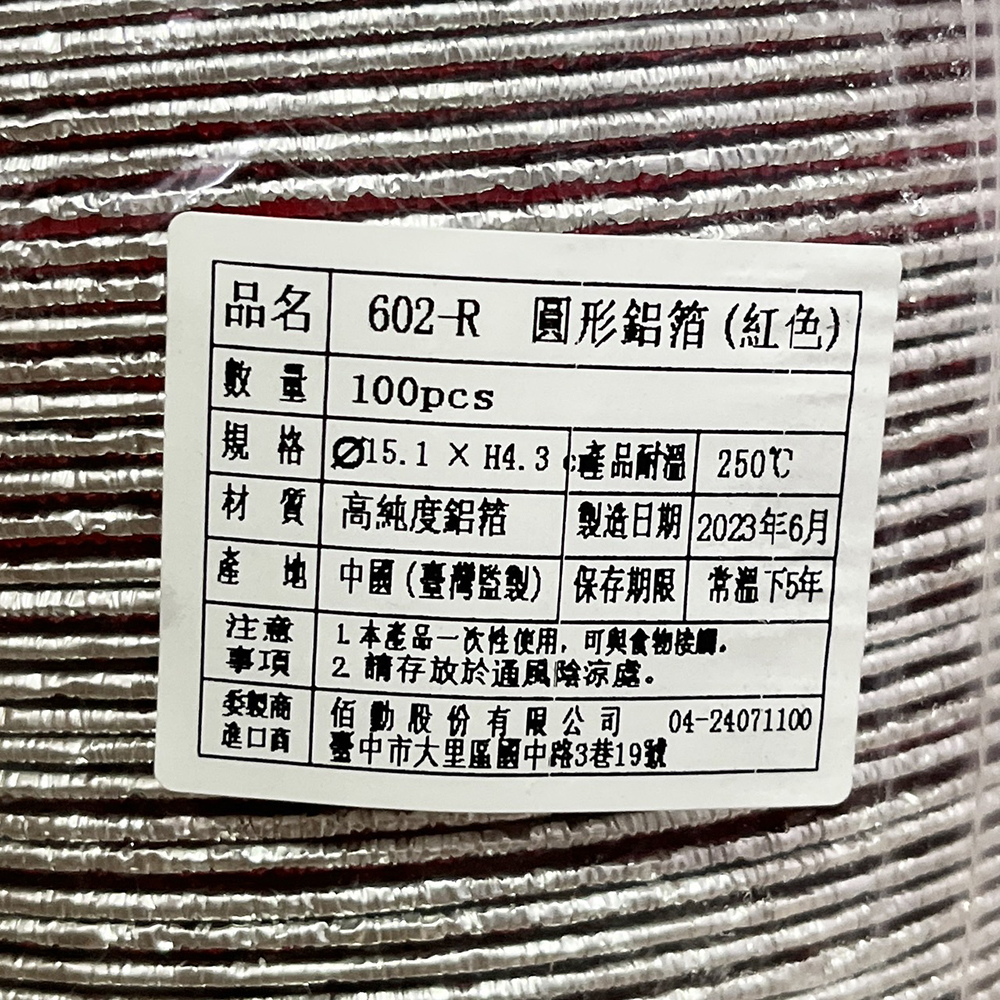 品名 602-R 圓形鋁箔(紅色)
數量 100pcs
規格 Ø15.1 × H4.3 c 產品耐溫 250℃
材質 高純度鋁箔 製造日期 2023年6月
產地 中國(臺灣監製) 保存期限 常溫下5年
注意事項 1.本產品一次性使用，可與食物接觸。
2.請存放於通風陰涼處。
委製商 佰勳股份有限公司 04-24071100
進口商 臺中市大里區國中路3巷19號